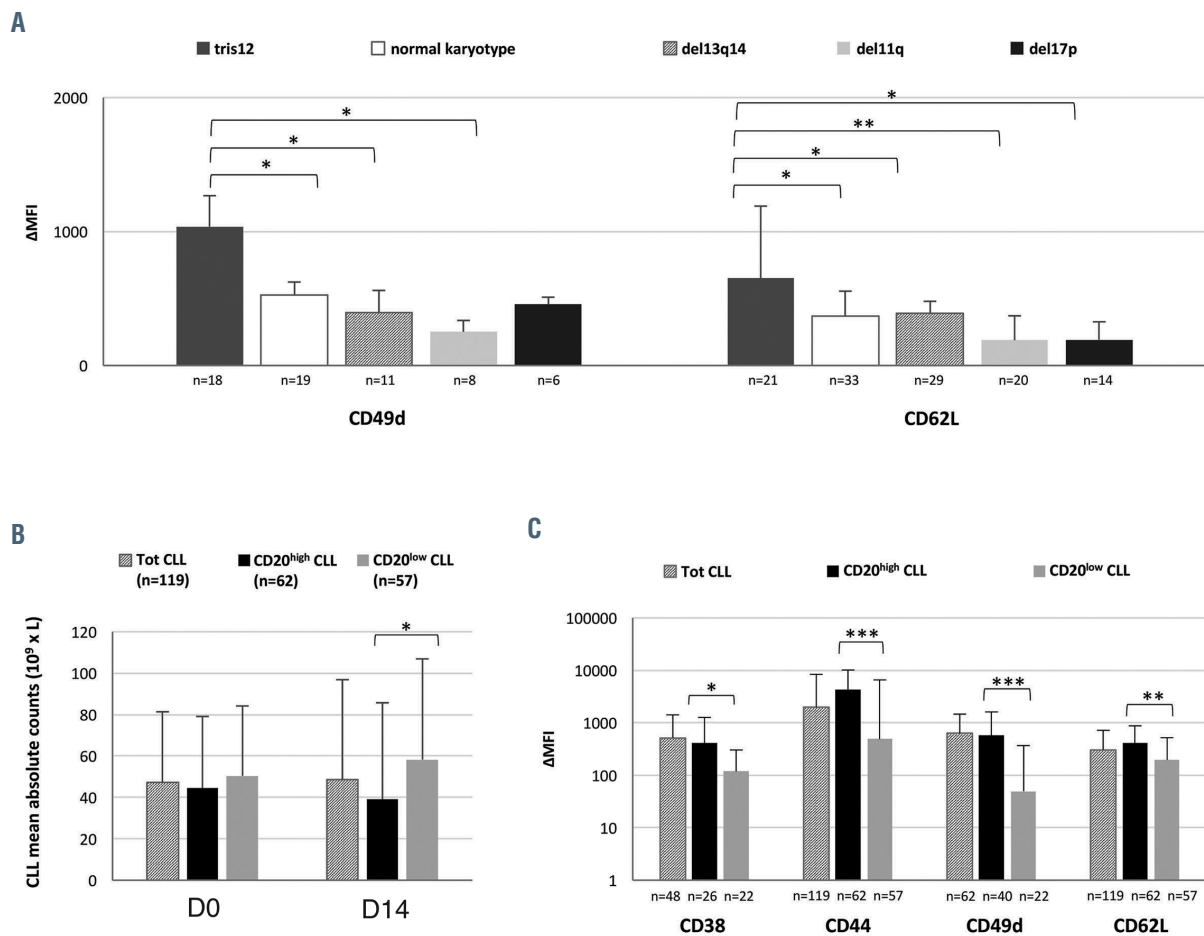 A
tris12 normal karyotype del13q14 del11q del17p
2000
1000
0
ΔMFI
* * *
* * ** *
n=18 n=19 n=11 n=8 n=6 n=21 n=33 n=29 n=20 n=14
CD49d CD62L
B
Tot CLL (n=119)
CD20high CLL (n=62)
CD20low CLL (n=57)
CLL mean absolute counts (10⁹ x L)
120
100
80
60
40
20
0
*
D0 D14
C
Tot CLL CD20high CLL CD20low CLL
ΔMFI
100000
10000
1000
100
10
1
* *** *** **
n=48 n=26 n=22 n=119 n=62 n=57 n=62 n=40 n=22 n=119 n=62 n=57
CD38 CD44 CD49d CD62L